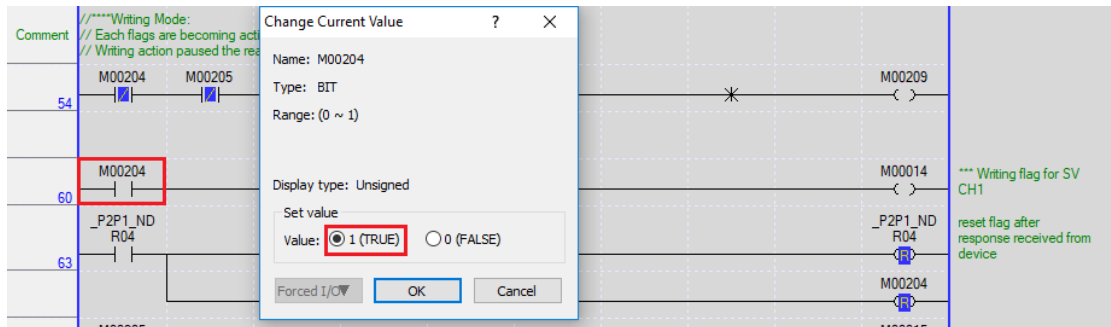 Comment
//****Writing Mode:
// Each flags are becoming acti
// Writing action paused the rea
M00204 M00205 M00209
54
M00204 M00014
60
*** Writing flag for SV
CH1
_P2P1_ND
R04
63
_P2P1_ND
R04
R
reset flag after
response received from
device
M00204
R
Change Current Value ? X
Name: M00204
Type: BIT
Range: (0 ~ 1)
Display type: Unsigned
Set value
Value: 1 (TRUE) 0 (FALSE)
Forced I/O OK Cancel